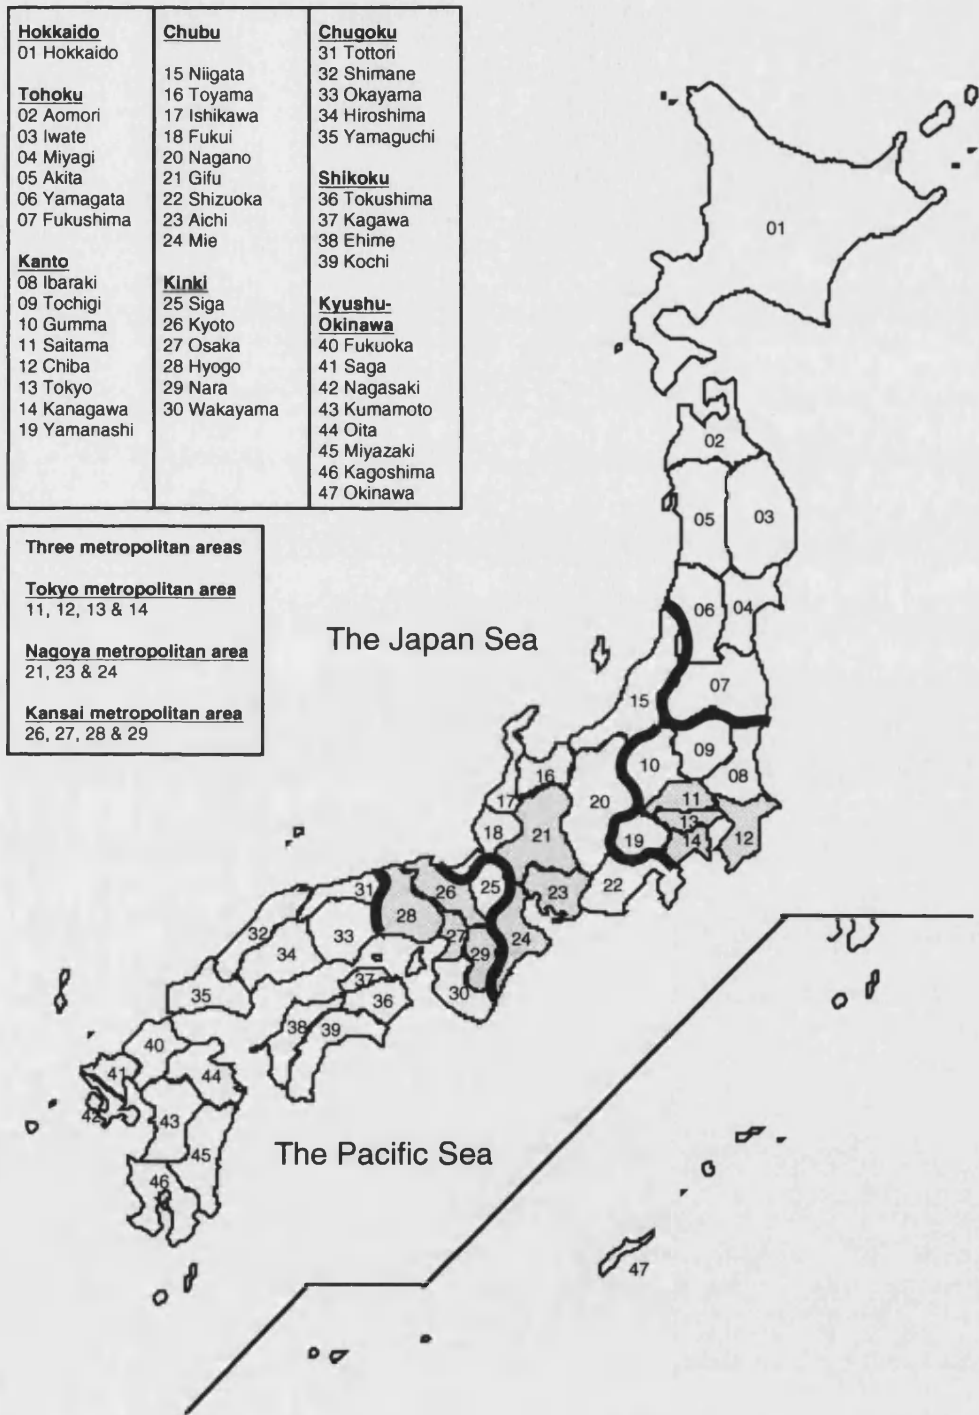 Hokkaido
01 Hokkaido
Tohoku
02 Aomori
03 Iwate
04 Miyagi
05 Akita
06 Yamagata
07 Fukushima
Kanto
08 Ibaraki
09 Tochigi
10 Gumma
11 Saitama
12 Chiba
13 Tokyo
14 Kanagawa
19 Yamanashi
Chubu
15 Niigata
16 Toyama
17 Ishikawa
18 Fukui
20 Nagano
21 Gifu
22 Shizuoka
23 Aichi
24 Mie
Kinki
25 Siga
26 Kyoto
27 Osaka
28 Hyogo
29 Nara
30 Wakayama
Chugoku
31 Tottori
32 Shimane
33 Okayama
34 Hiroshima
35 Yamaguchi
Shikoku
36 Tokushima
37 Kagawa
38 Ehime
39 Kochi
Kyushu-
Okinawa
40 Fukuoka
41 Saga
42 Nagasaki
43 Kumamoto
44 Oita
45 Miyazaki
46 Kagoshima
47 Okinawa
Three metropolitan areas
Tokyo metropolitan area
11, 12, 13 & 14
Nagoya metropolitan area
21, 23 & 24
Kansai metropolitan area
26, 27, 28 & 29
The Japan Sea
The Pacific Sea
01
02
03
05
04
06
07
15
09
10
08
16
11
20
17
13
18
21
19
14
12
31
26
25
23
22
28
32
33
27
24
34
29
37
30
35
36
38
39
40
41
44
42
43
45
46
47